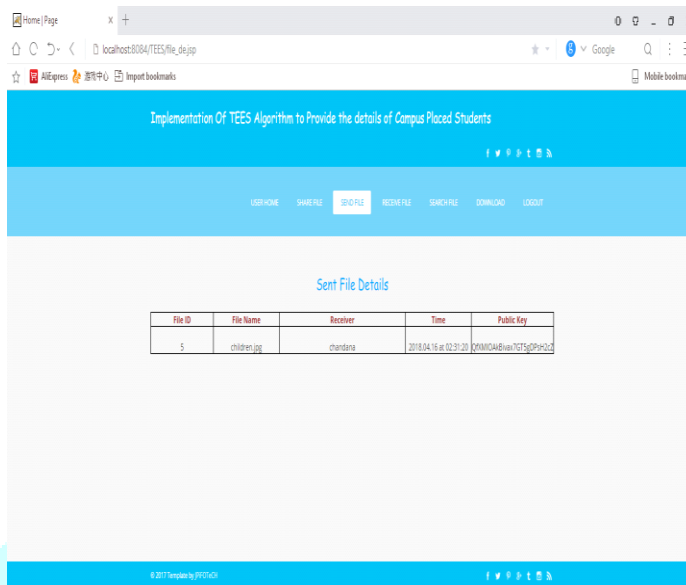 Home | Page
localhost:8084/TEES/file_de.jsp
Google
AliExpress 游戏中心 Import bookmarks
Mobile bookma
Implementation Of TEES Algorithm to Provide the details of Campus Placed Students
USER HOME SHARE FILE SEND FILE RECEIVE FILE SEARCH FILE DOWNLOAD LOGOUT
Sent File Details
File ID File Name Receiver Time Public Key
5 children.jpg chandana 2018.04.16 at 02:31:20
© 2017 Template by